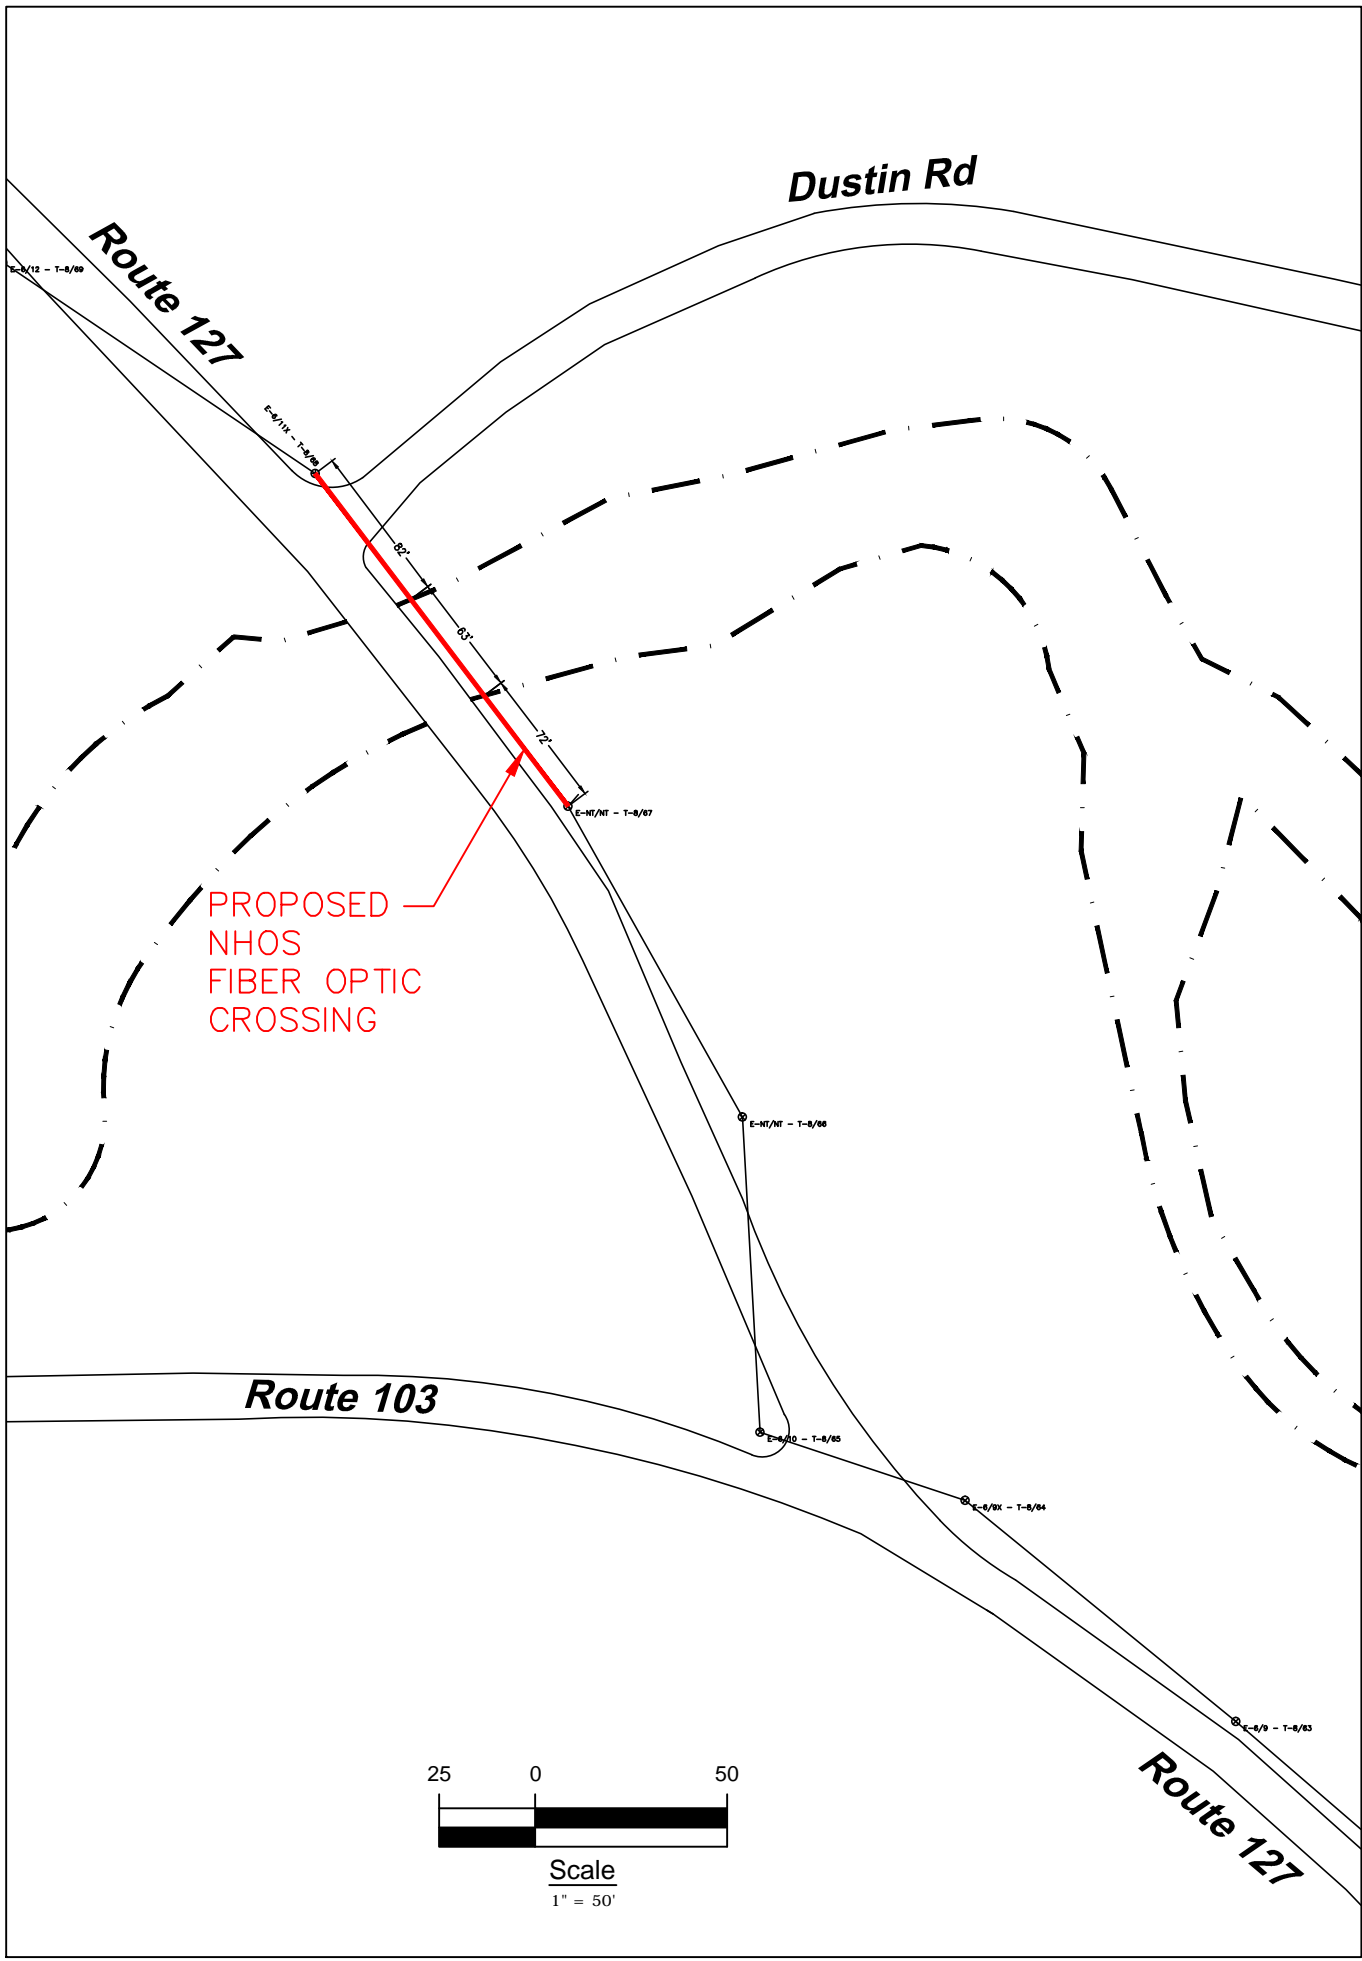 Dustin Rd
Route 127
E-6/12 - T-8/69
E-6/11X - T-8/68
82'
63'
72'
E-NT/NT - T-8/67
PROPOSED
NHOS
FIBER OPTIC
CROSSING
E-NT/NT - T-8/66
Route 103
E-6/10 - T-8/65
E-6/9X - T-8/64
E-6/9 - T-8/63
Route 127
25 0 50
Scale
1" = 50'